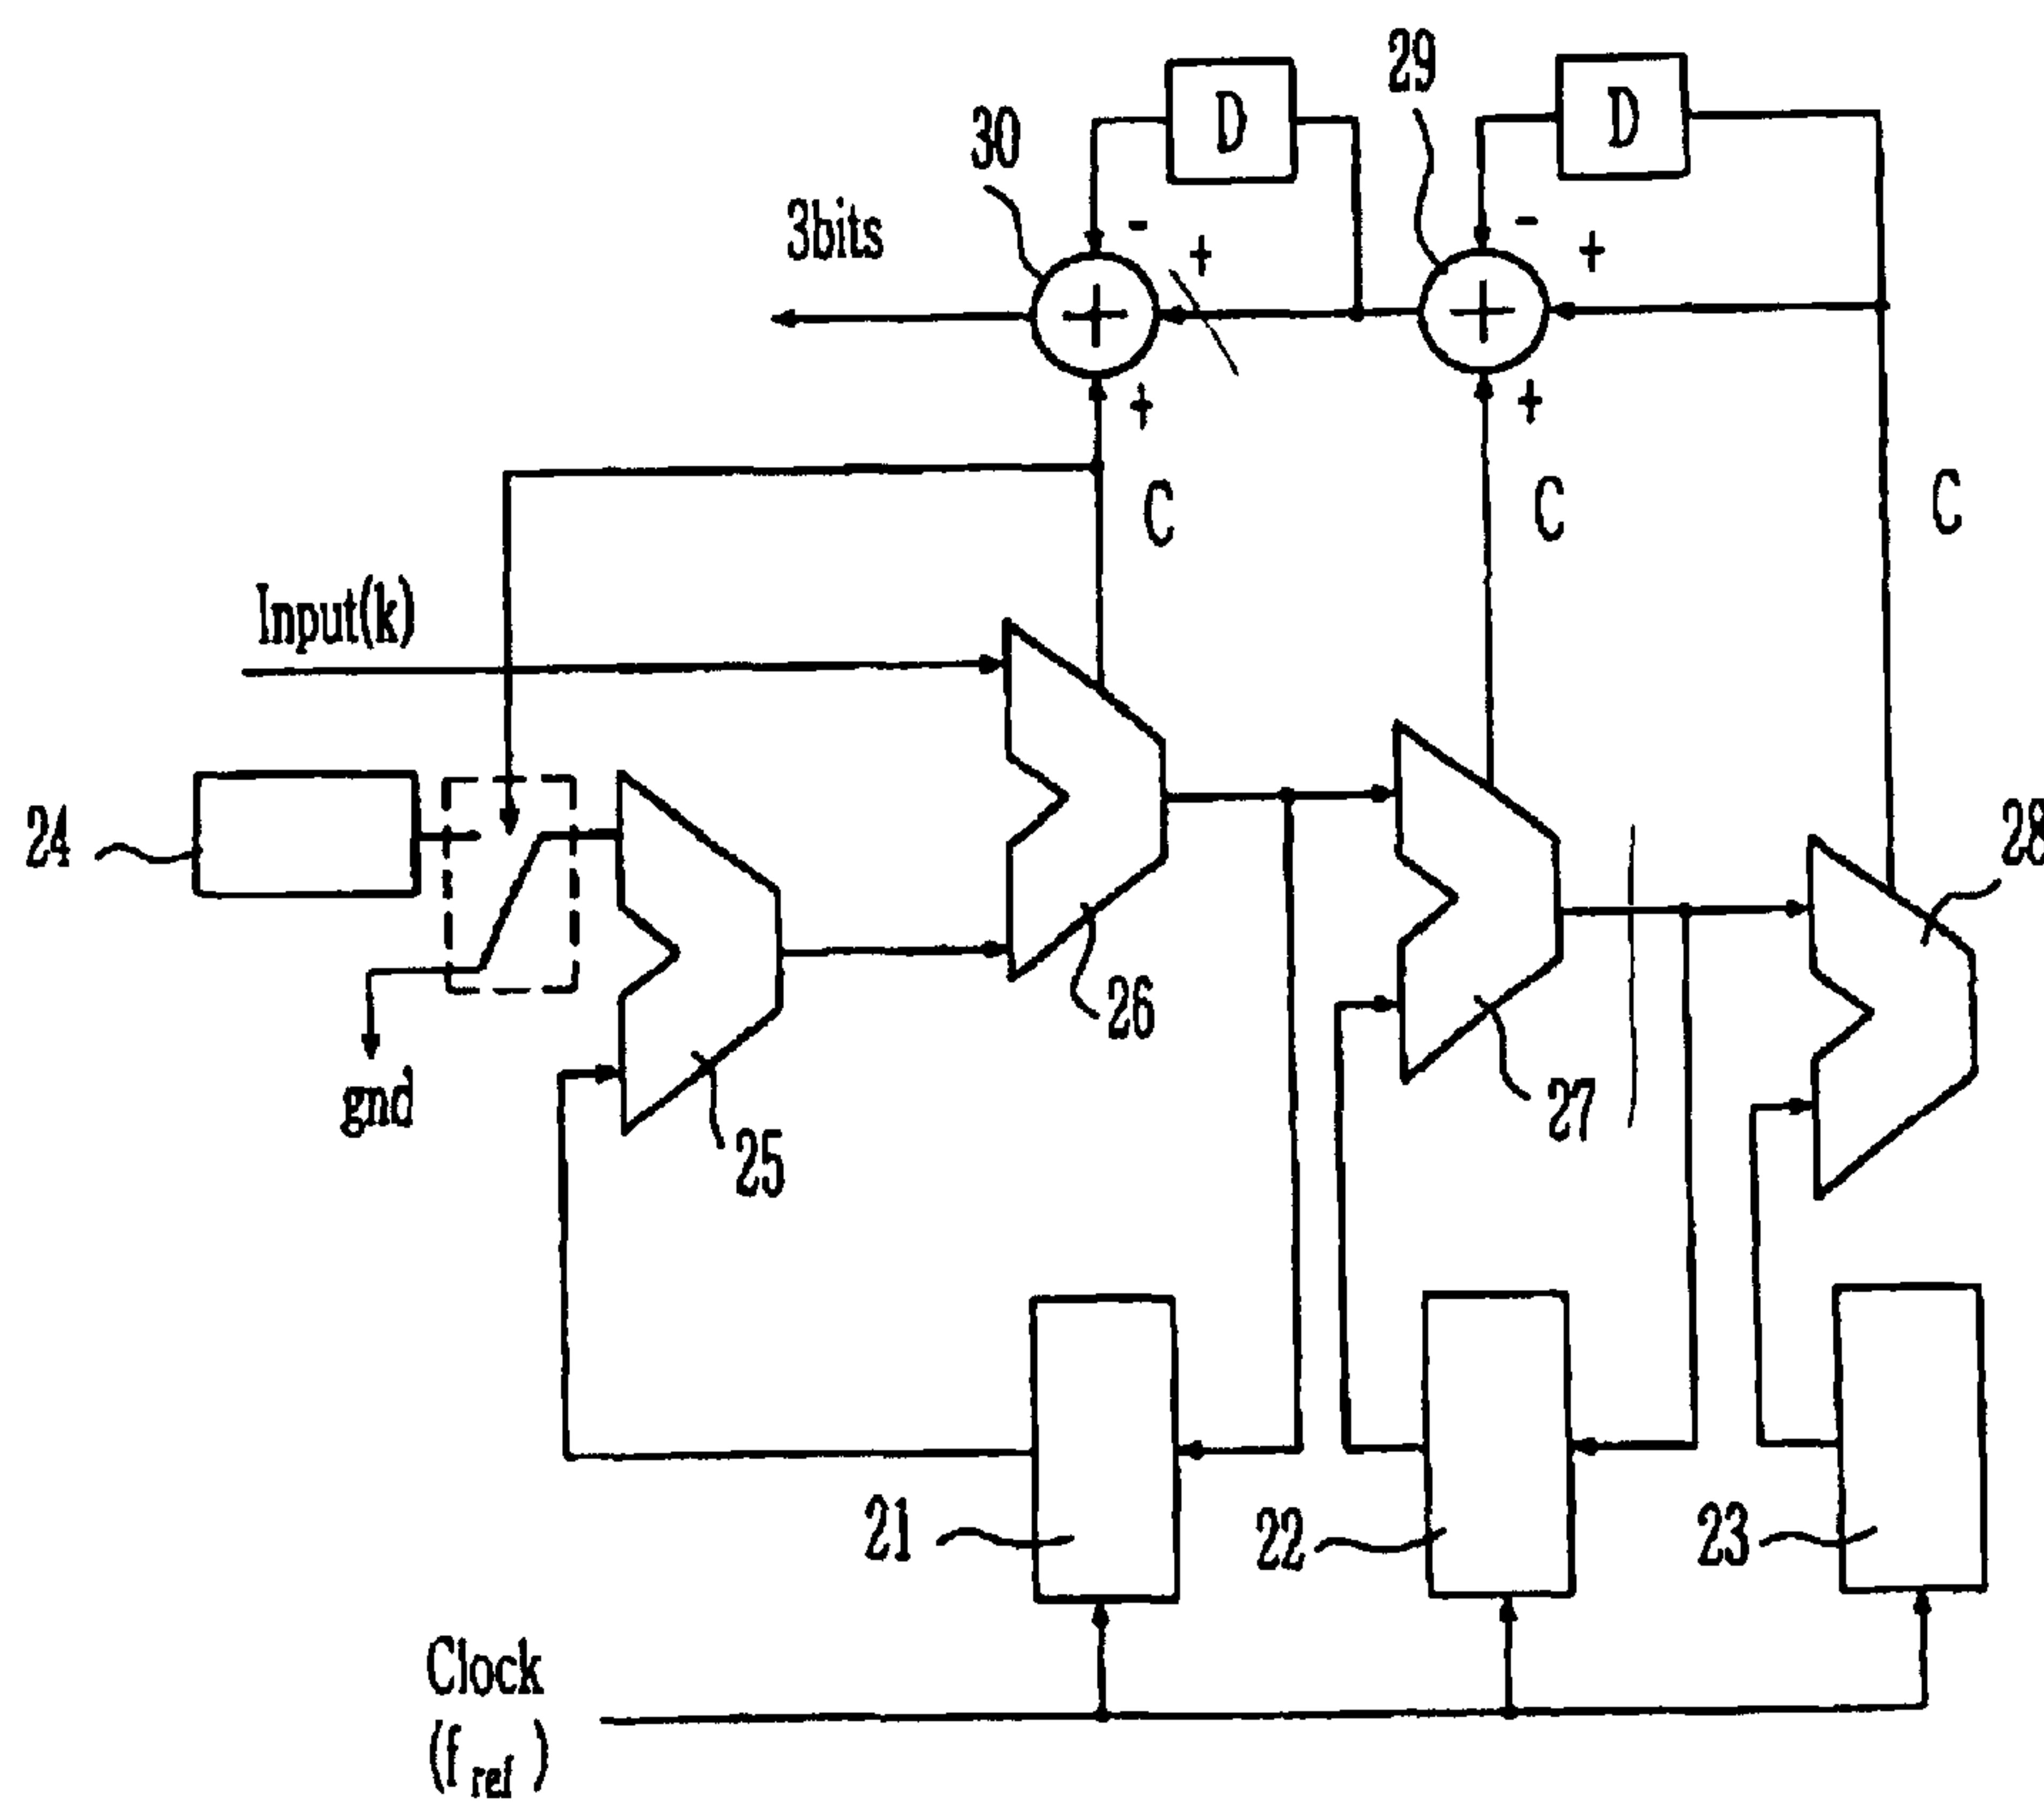 29
D
D
30
3bits
-
+
-
+
+
+
+
+
+
C
C
C
Input(k)
24
28
26
gnd
27
25
21
22
23
Clock
(f ref )